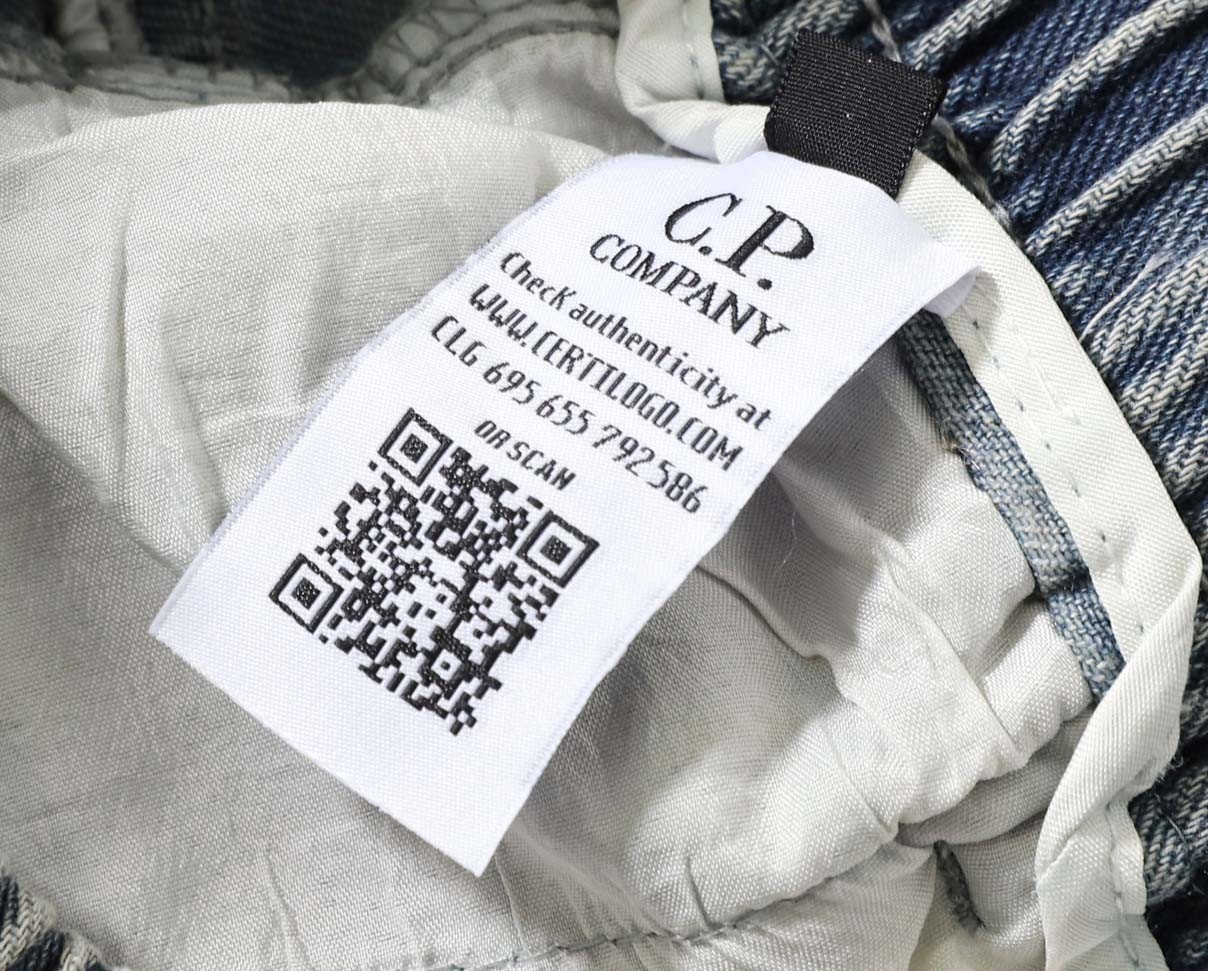 C.P.
COMPANY
Check authenticity at
WWW.CERTILOGO.COM
CLG 695 655 792 586
OR SCAN